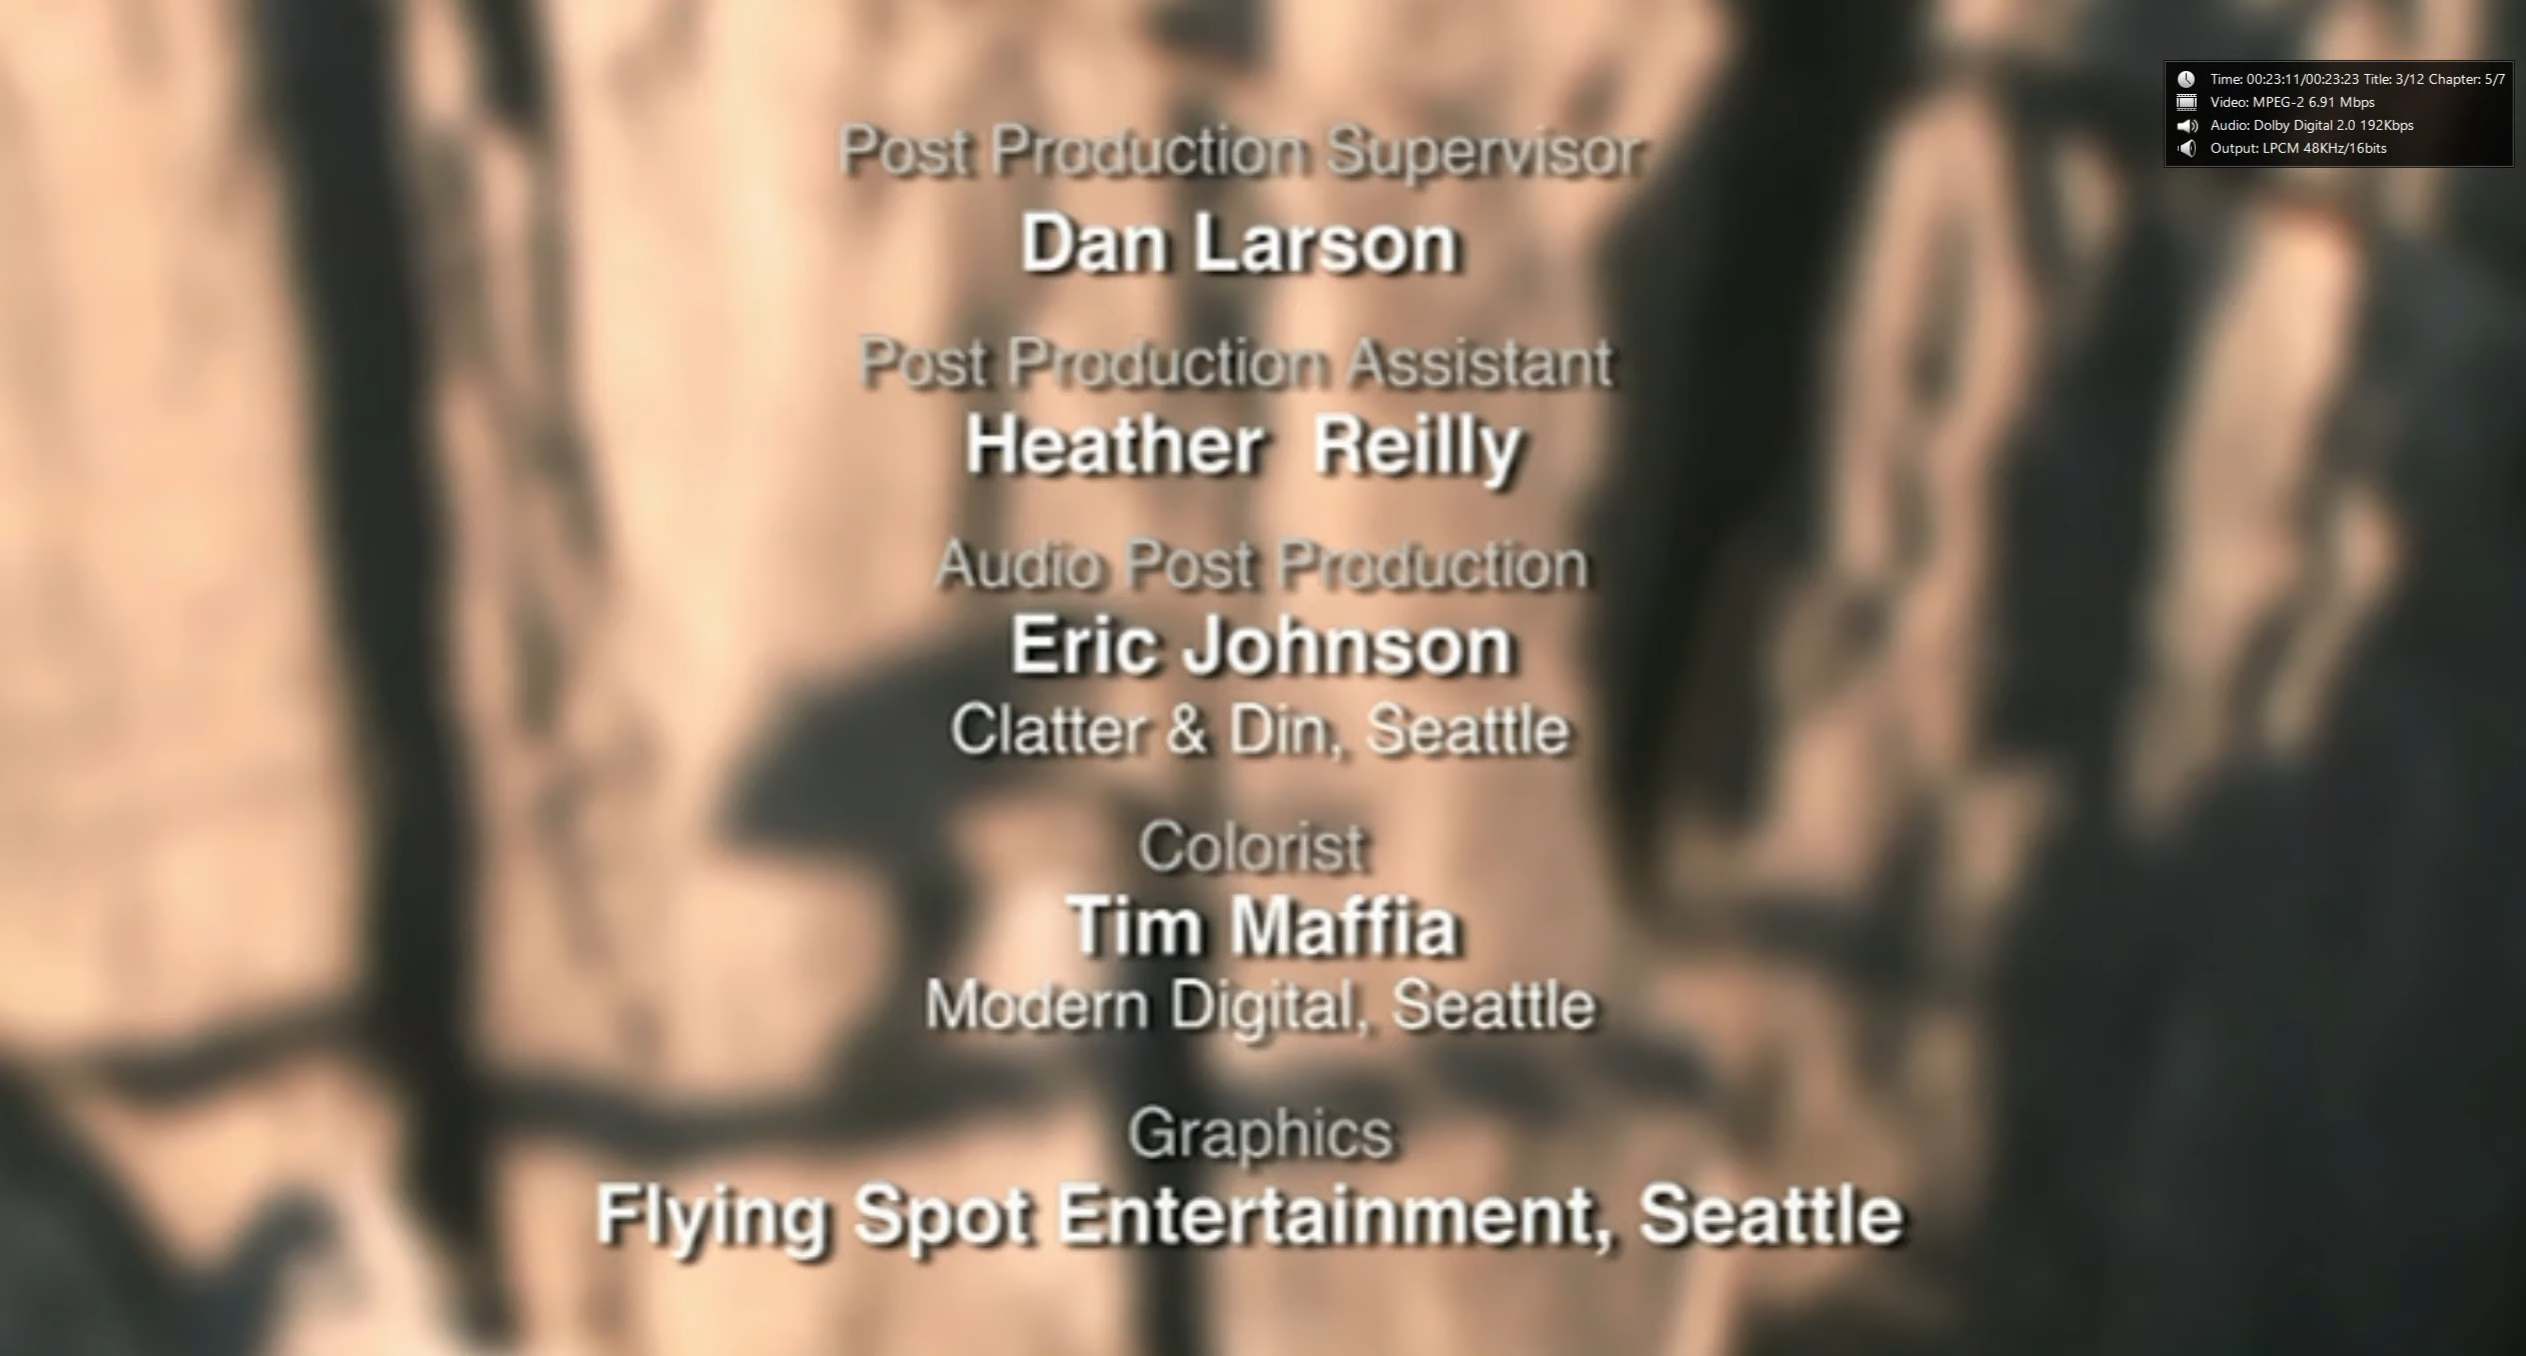 Post Production Supervisor
Dan Larson
Post Production Assistant
Heather  Reilly
Audio Post Production
Eric Johnson
Clatter & Din, Seattle
Colorist
Tim Maffia
Modern Digital, Seattle
Graphics
Flying Spot Entertainment, Seattle
Time: 00:23:11/00:23:23 Title: 3/12 Chapter: 5/7
Video: MPEG-2 6.91 Mbps
Audio: Dolby Digital 2.0 192Kbps
Output: LPCM 48KHz/16bits